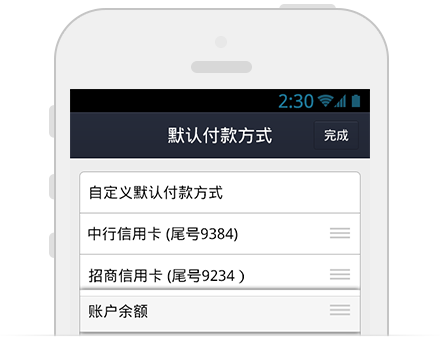 2:30
默认付款方式
完成
自定义默认付款方式
中行信用卡 (尾号9384)
招商信用卡 (尾号9234 )
账户余额